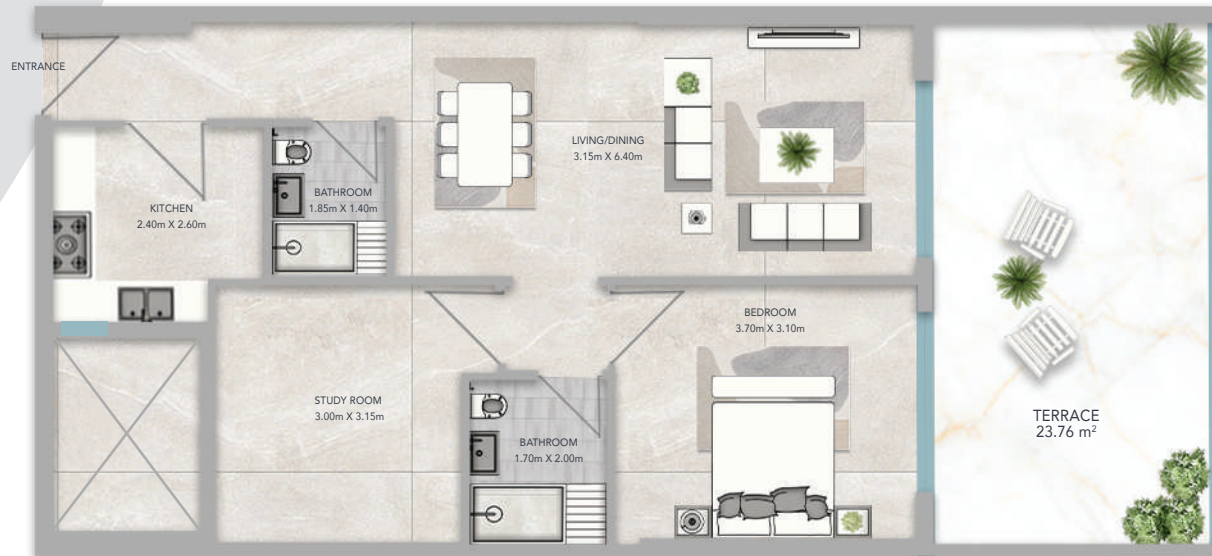 ENTRANCE
LIVING/DINING
3.15m X 6.40m
KITCHEN
2.40m X 2.60m
BATHROOM
1.85m X 1.40m
BEDROOM
3.70m X 3.10m
STUDY ROOM
3.00m X 3.15m
BATHROOM
1.70m X 2.00m
TERRACE
23.76 m²